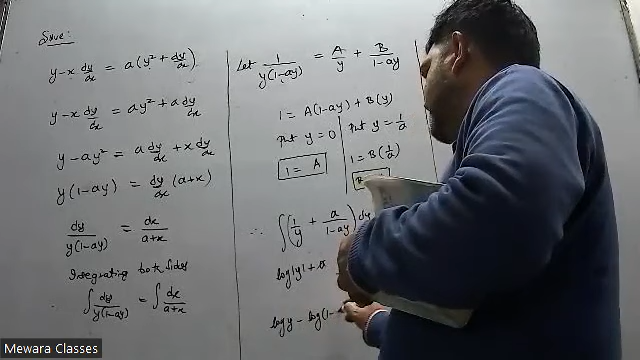 Solve:
y - x dy/dx = a(y² + dy/dx)
y - x dy/dx = ay² + a dy/dx
y - ay² = a dy/dx + x dy/dx
y(1-ay) = dy/dx (a+x)
dy/y(1-ay) = dx/a+x
Integrating both sides
∫ dy/y(1-ay) = ∫ dx/a+x
Let 1/y(1-ay) = A/y + B/1-ay
1 = A(1-ay) + B(y)
Put y = 0
1 = A
Put y = 1/a
1 = B(1/a)
∴ ∫(1/y + a/1-ay) dy
log|y| +
log y - log(1-
Mewara Classes